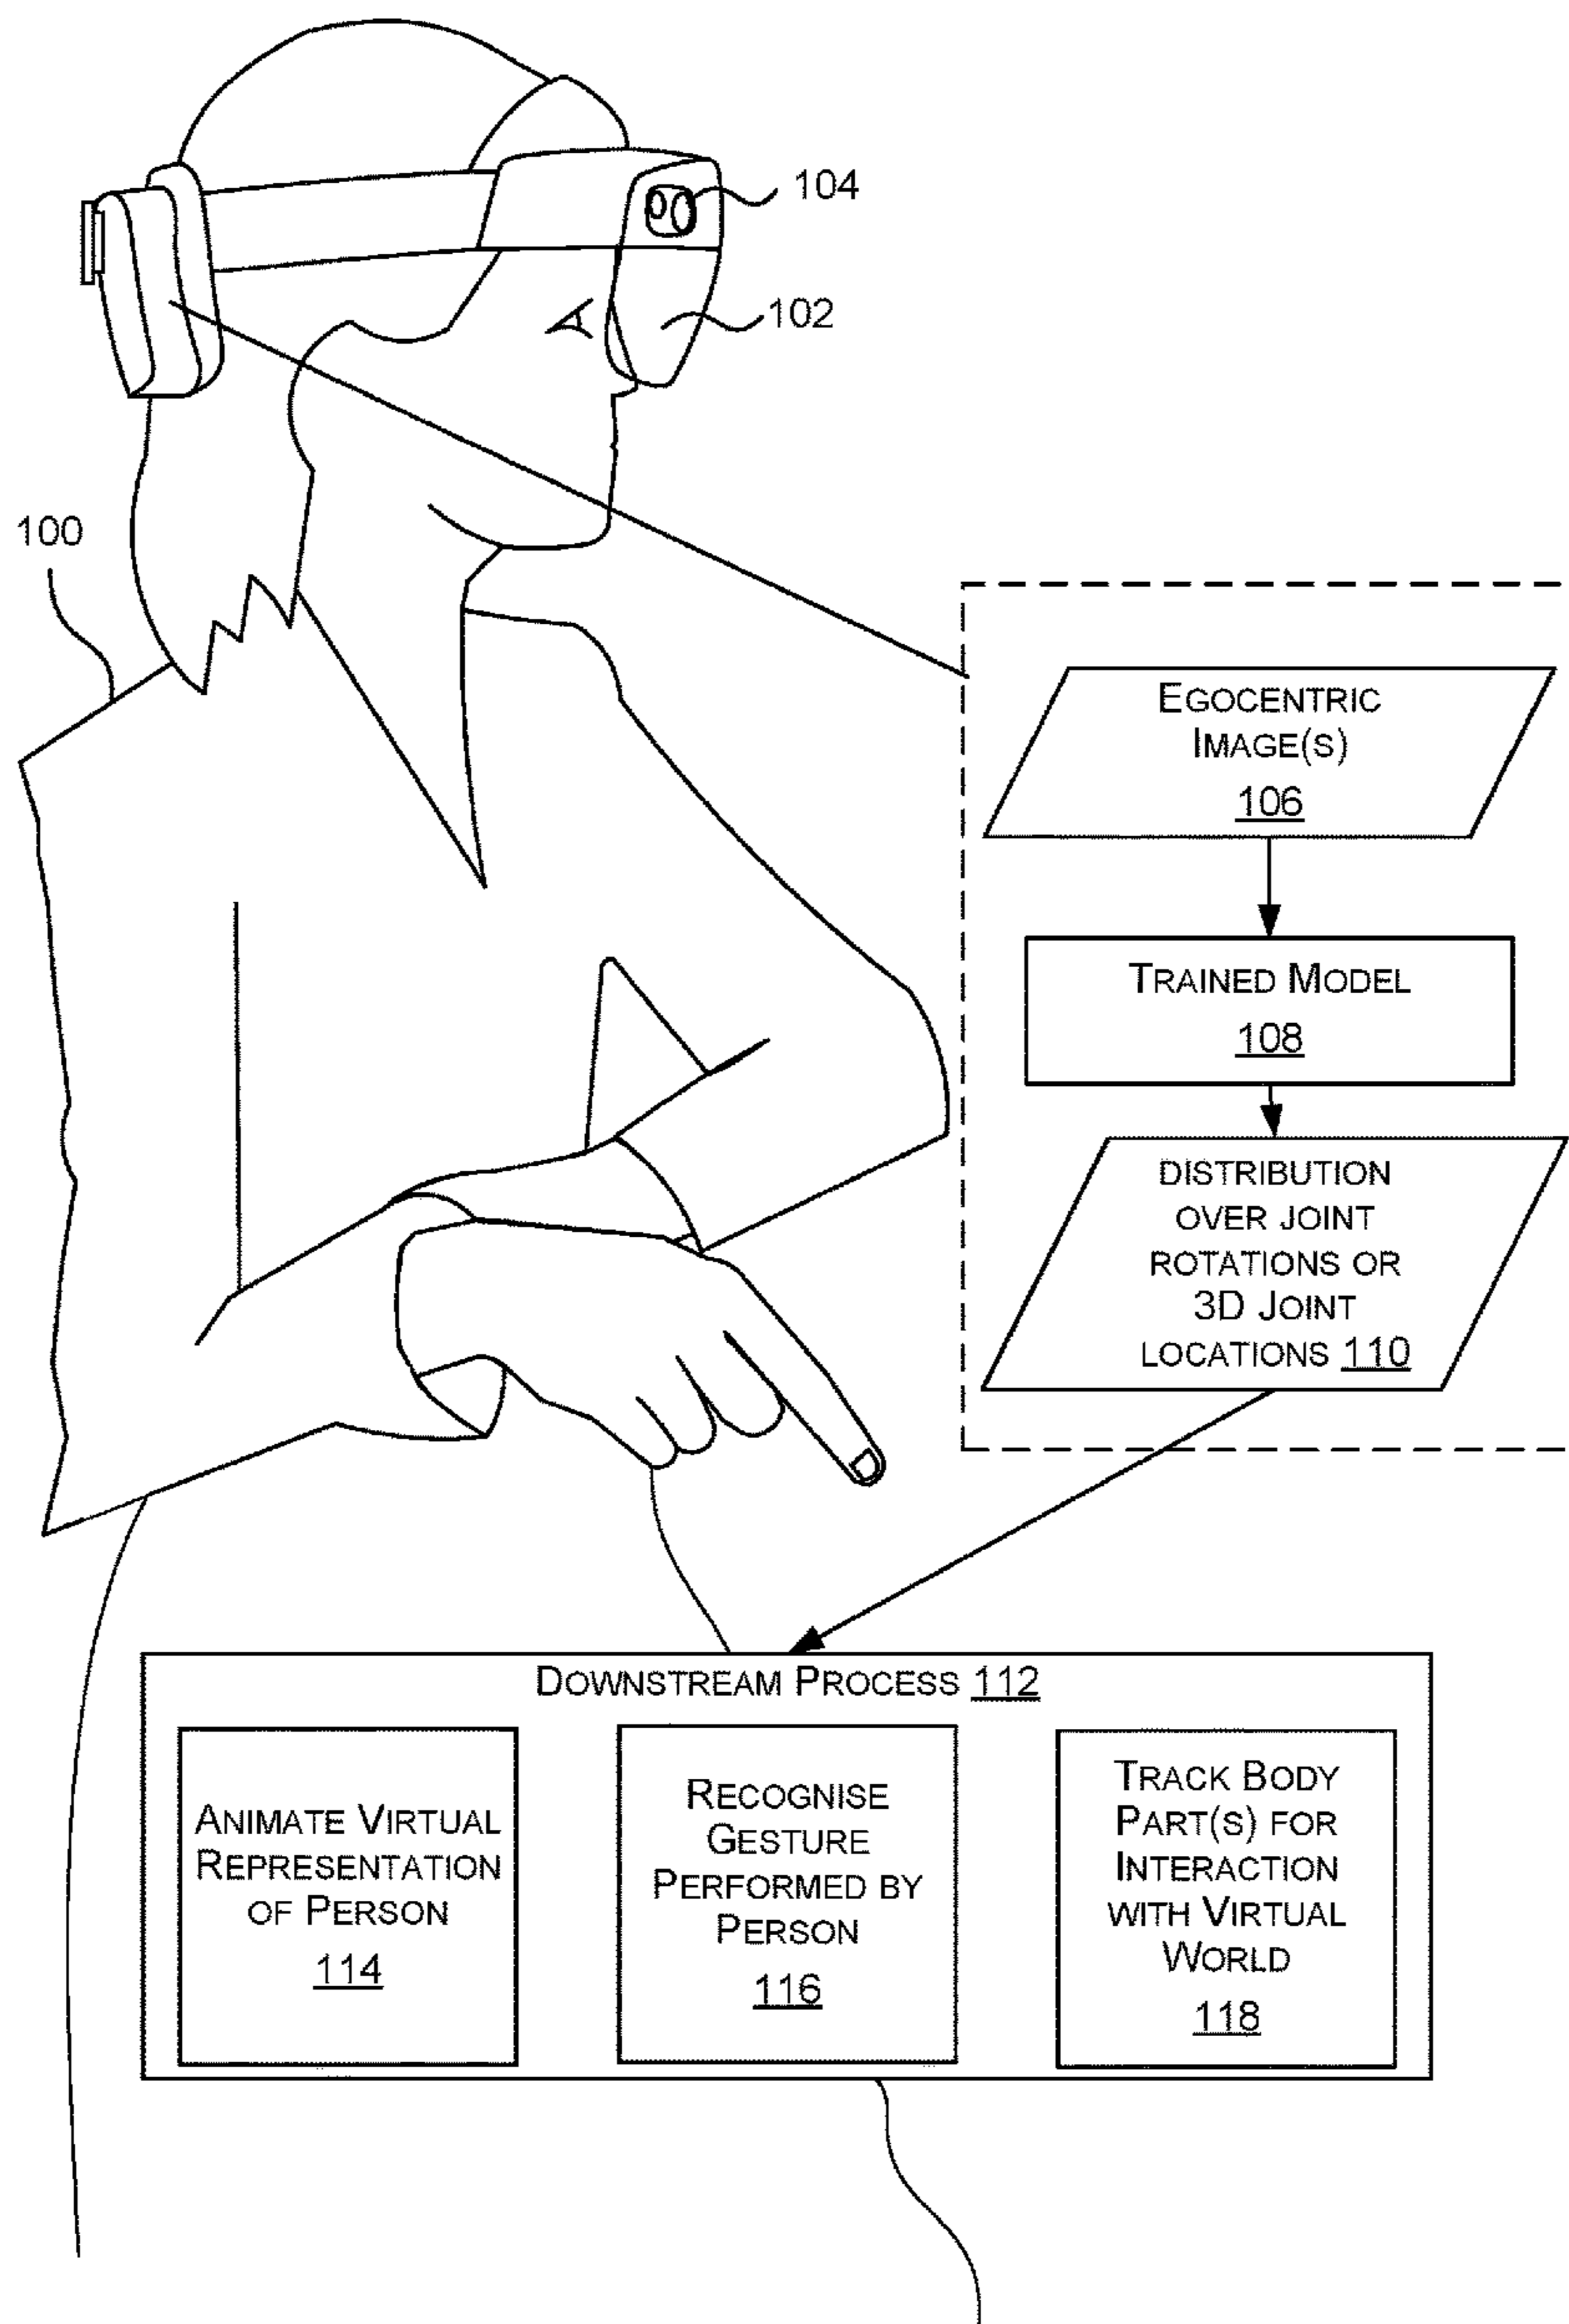 104
102
100
EGOCENTRIC
IMAGE(S)
106
TRAINED MODEL
108
DISTRIBUTION
OVER JOINT
ROTATIONS OR
3D JOINT
LOCATIONS 110
DOWNSTREAM PROCESS 112
ANIMATE VIRTUAL
REPRESENTATION
OF PERSON
114
RECOGNISE
GESTURE
PERFORMED BY
PERSON
116
TRACK BODY
PART(S) FOR
INTERACTION
WITH VIRTUAL
WORLD
118